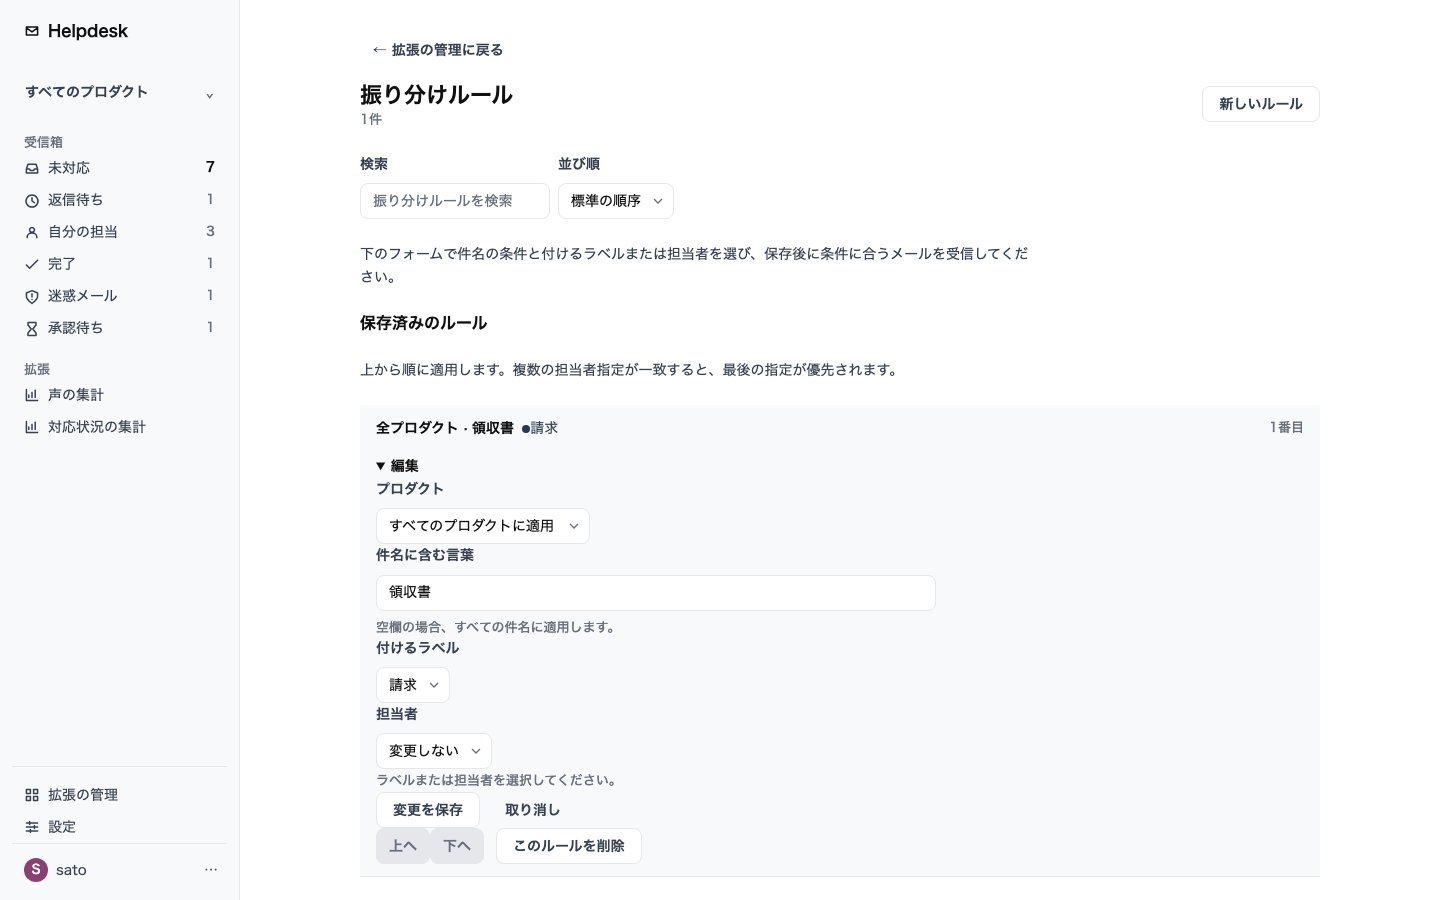 Helpdesk
すべてのプロダクト
受信箱
未対応 7
返信待ち 1
自分の担当 3
完了 1
迷惑メール 1
承認待ち 1
拡張
声の集計
対応状況の集計
拡張の管理
設定
S sato …
← 拡張の管理に戻る
振り分けルール
1件
新しいルール
検索 並び順
振り分けルールを検索 標準の順序
下のフォームで件名の条件と付けるラベルまたは担当者を選び、保存後に条件に合うメールを受信してくだ
さい。
保存済みのルール
上から順に適用します。複数の担当者指定が一致すると、最後の指定が優先されます。
全プロダクト · 領収書 ●請求 1番目
▼ 編集
プロダクト
すべてのプロダクトに適用
件名に含む言葉
領収書
空欄の場合、すべての件名に適用します。
付けるラベル
請求
担当者
変更しない
ラベルまたは担当者を選択してください。
変更を保存 取り消し
上へ 下へ このルールを削除